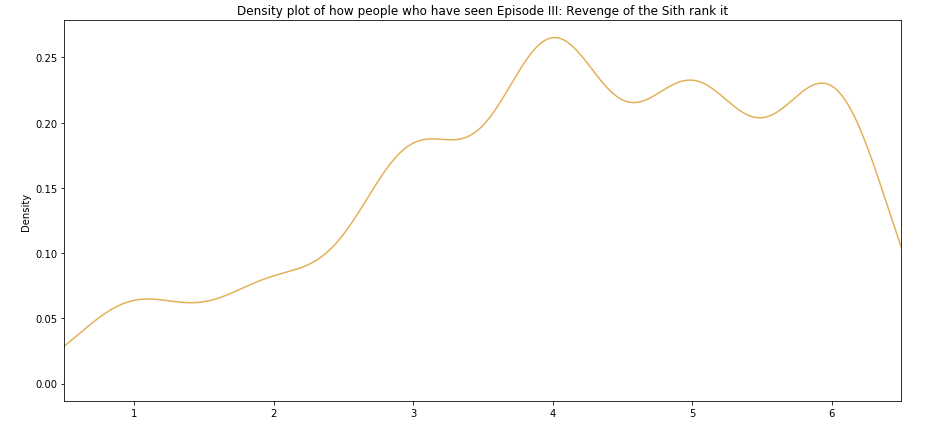 Density plot of how people who have seen Episode III: Revenge of the Sith rank it
0.25
0.20
0.15
0.10
0.05
0.00
Density
1 2 3 4 5 6